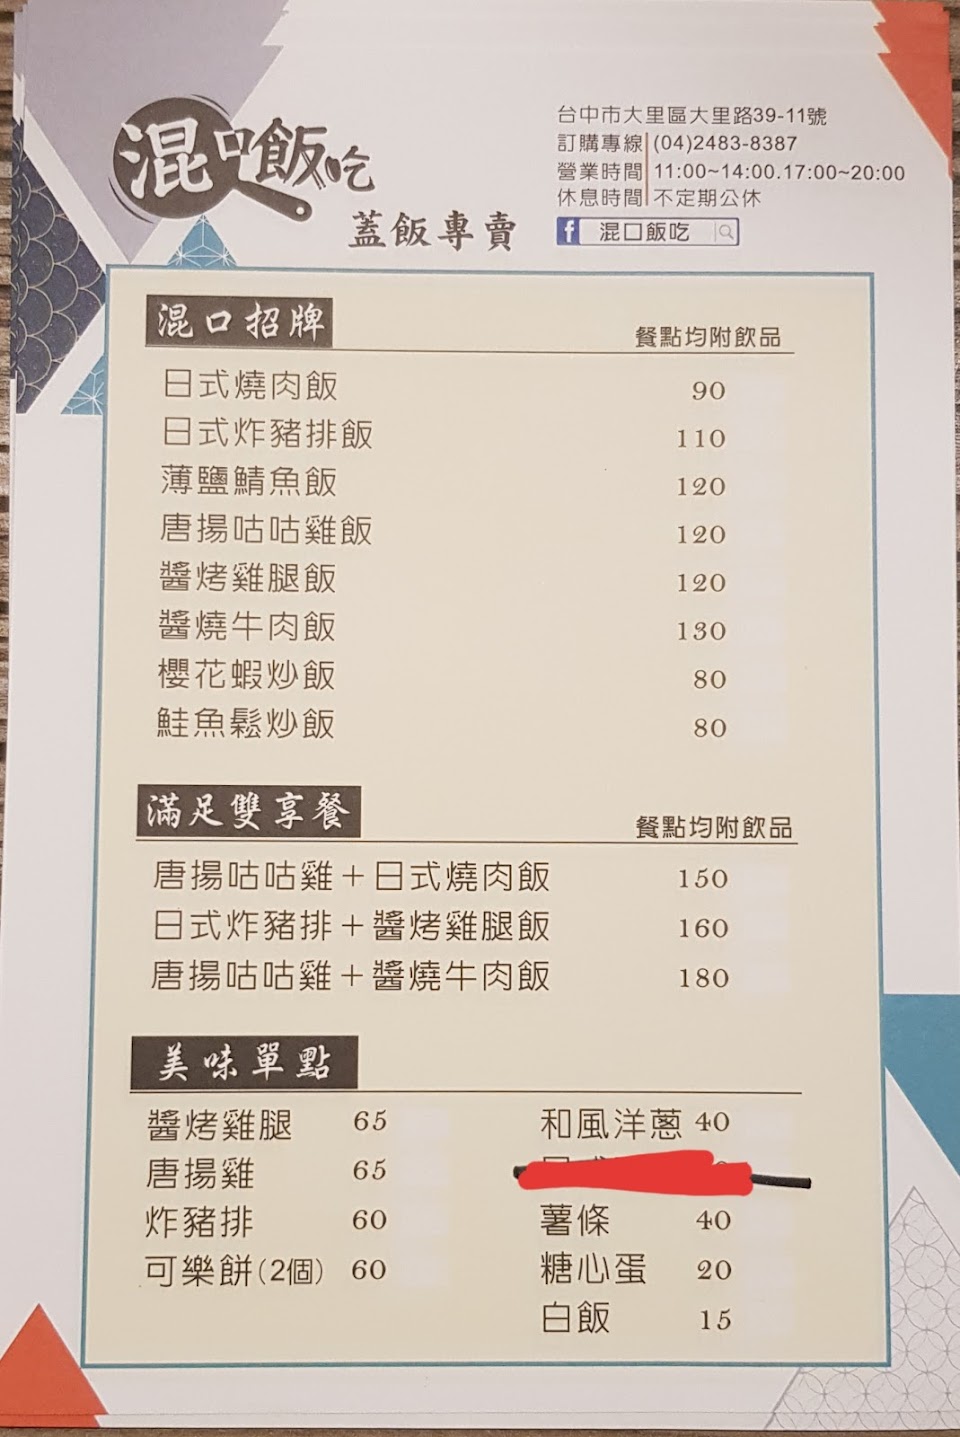 混口飯吃
蓋飯專賣
台中市大里區大里路39-11號
訂購專線 (04)2483-8387
營業時間 11:00~14:00.17:00~20:00
休息時間 不定期公休
f 混口飯吃
混口招牌 餐點均附飲品
日式燒肉飯 90
日式炸豬排飯 110
薄鹽鯖魚飯 120
唐揚咕咕雞飯 120
醬烤雞腿飯 120
醬燒牛肉飯 130
櫻花蝦炒飯 80
鮭魚鬆炒飯 80
滿足雙享餐 餐點均附飲品
唐揚咕咕雞＋日式燒肉飯 150
日式炸豬排＋醬烤雞腿飯 160
唐揚咕咕雞＋醬燒牛肉飯 180
美味單點
醬烤雞腿 65
唐揚雞 65
炸豬排 60
可樂餅(2個) 60
和風洋蔥 40
薯條 40
糖心蛋 20
白飯 15